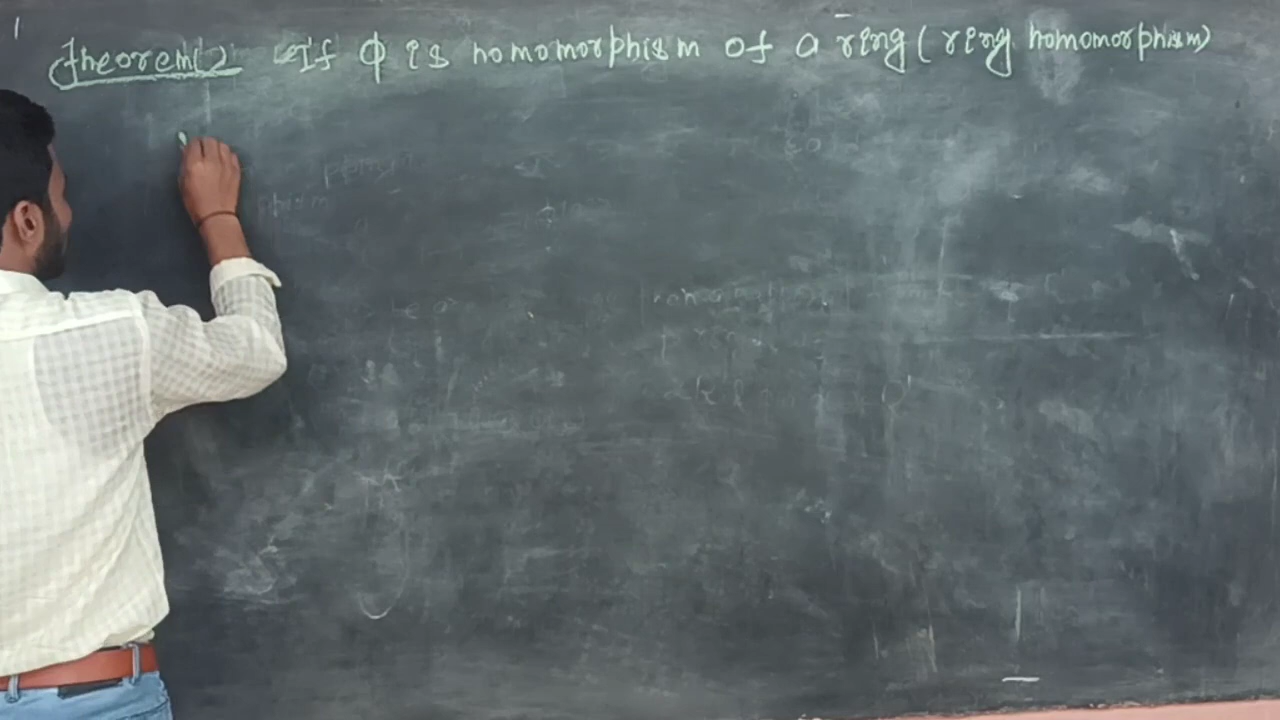 Theorem(2) If Φ is homomorphism of a ring (ring homomorphism)